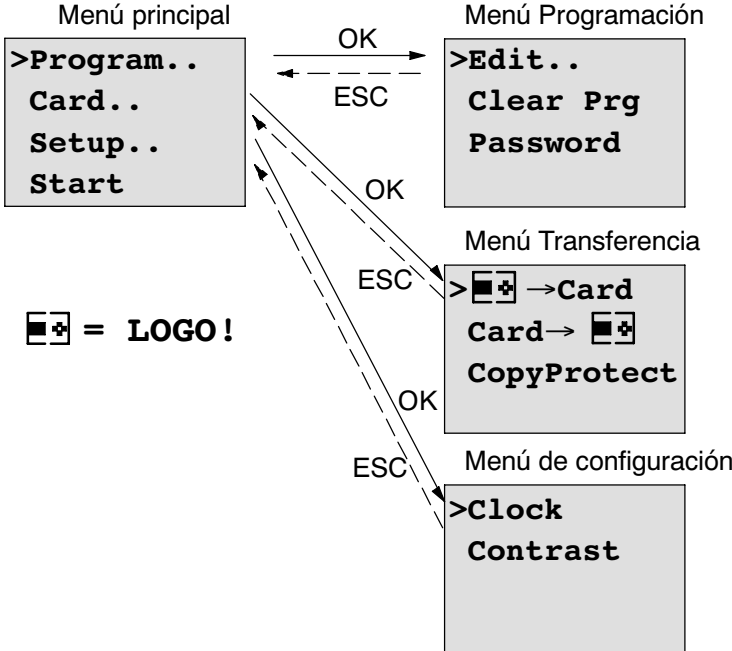 Menú principal
>Program..
Card..
Setup..
Start
OK
ESC
Menú Programación
>Edit..
Clear Prg
Password
OK
ESC
Menú Transferencia
> →Card
Card→
CopyProtect
= LOGO!
OK
ESC
Menú de configuración
>Clock
Contrast